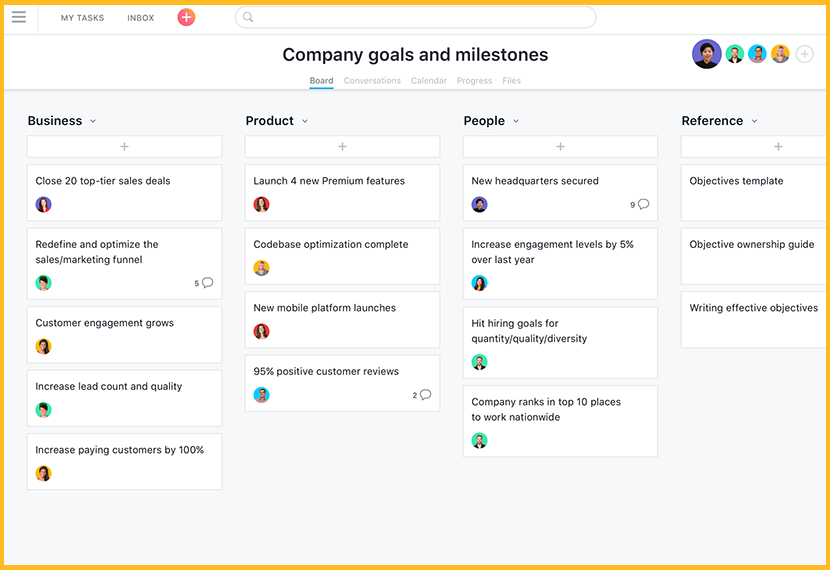 MY TASKS
INBOX
Company goals and milestones
Board
Conversations
Calendar
Progress
Files
Business
Close 20 top-tier sales deals
Redefine and optimize the
sales/marketing funnel
5
Customer engagement grows
Increase lead count and quality
Increase paying customers by 100%
Product
Launch 4 new Premium features
Codebase optimization complete
New mobile platform launches
95% positive customer reviews
2
People
New headquarters secured
9
Increase engagement levels by 5%
over last year
Hit hiring goals for
quantity/quality/diversity
Company ranks in top 10 places
to work nationwide
Reference
Objectives template
Objective ownership guide
Writing effective objectives